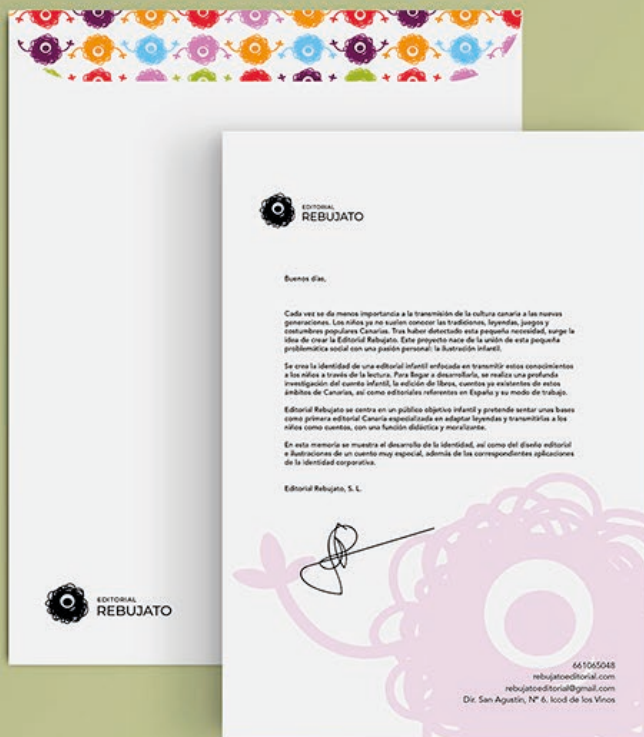 EDITORIAL
REBUJATO
Buenos días,
Cada vez se da menos importancia a la transmisión de la cultura canaria a las nuevas
generaciones. Los niños ya no suelen conocer las tradiciones, leyendas, juegos y
costumbres populares Canarias. Tras haber detectado esta pequeña necesidad, surge la
idea de crear la Editorial Rebujato. Este proyecto nace de la unión de esta pequeña
problemática social con una pasión personal: la ilustración infantil.
Se crea la identidad de una editorial infantil enfocada en transmitir estos conocimientos
a los niños a través de la lectura. Para llegar a desarrollarla, se realiza una profunda
investigación del cuento infantil, la edición de libros, cuentos ya existentes de estos
ámbitos de Canarias, así como editoriales referentes en España y su modo de trabajo.
Editorial Rebujato se centra en un público objetivo infantil y pretende sentar unas bases
como primera editorial Canaria especializada en adaptar leyendas y transmitirlas a los
niños como cuentos, con una función didáctica y moralizante.
En esta memoria se muestra el desarrollo de la identidad, así como del diseño editorial
e ilustraciones de un cuento muy especial, además de las correspondientes aplicaciones
de la identidad corporativa.
Editorial Rebujato, S. L.
661065048
rebujatoeditorial.com
rebujatoeditorial@gmail.com
Dir. San Agustín, Nº 6. Icod de los Vinos
EDITORIAL
REBUJATO